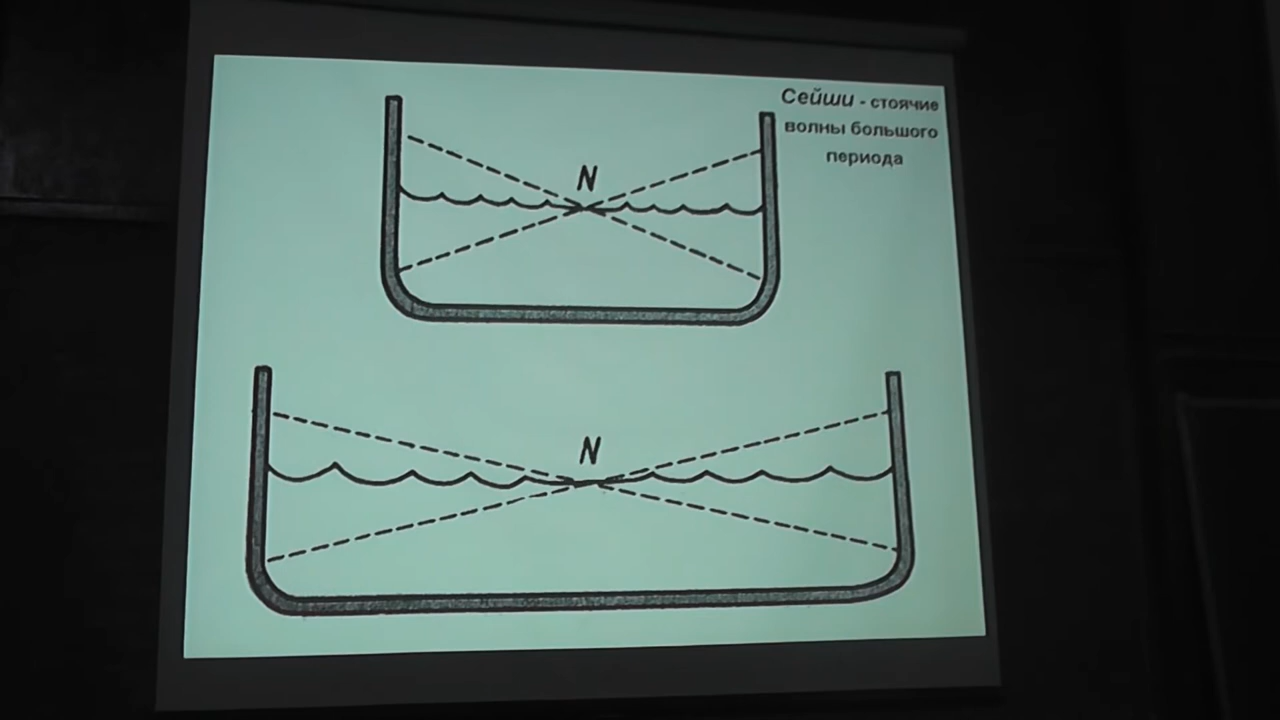 Сейши - стоячие
волны большого
периода
N
N